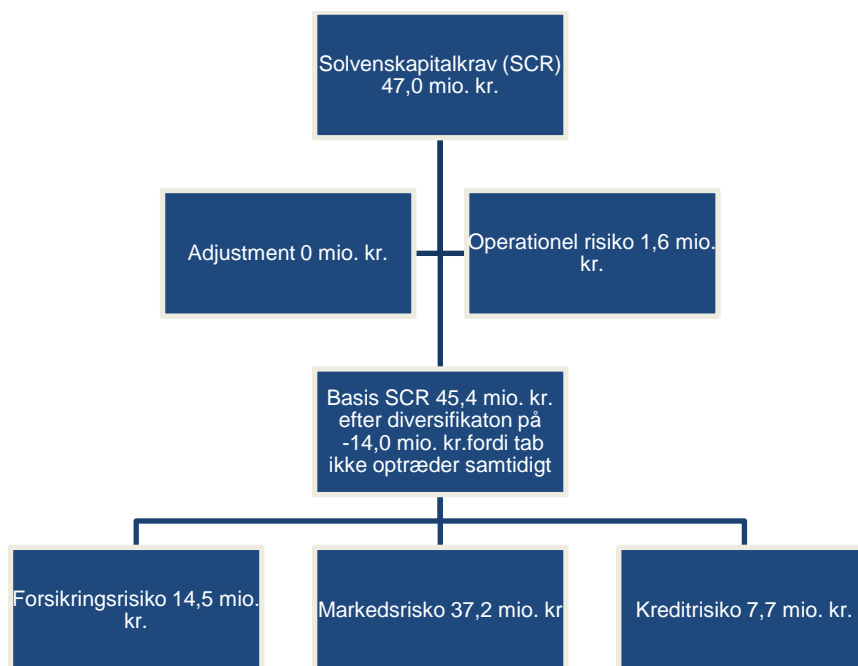 Solvenskapitalkrav (SCR)
47,0 mio. kr.
Adjustment 0 mio. kr.
Operationel risiko 1,6 mio.
kr.
Basis SCR 45,4 mio. kr.
efter diversifikaton på
-14,0 mio. kr.fordi tab
ikke optræder samtidigt
Forsikringsrisiko 14,5 mio.
kr.
Markedsrisko 37,2 mio. kr
Kreditrisiko 7,7 mio. kr.